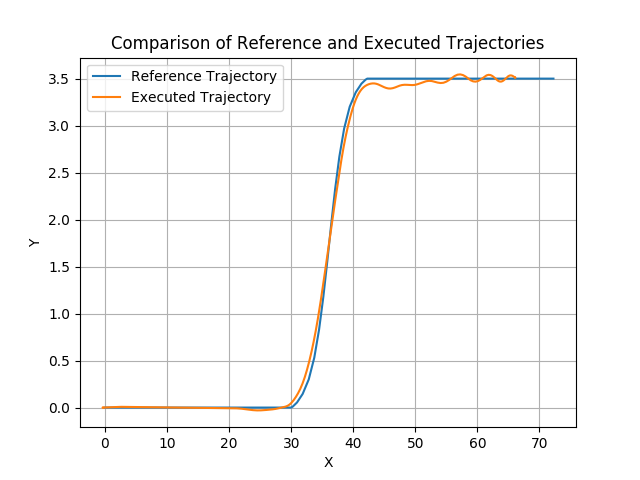 Comparison of Reference and Executed Trajectories
Reference Trajectory
Executed Trajectory
3.5
3.0
2.5
2.0
1.5
1.0
0.5
0.0
Y
0 10 20 30 40 50 60 70
X